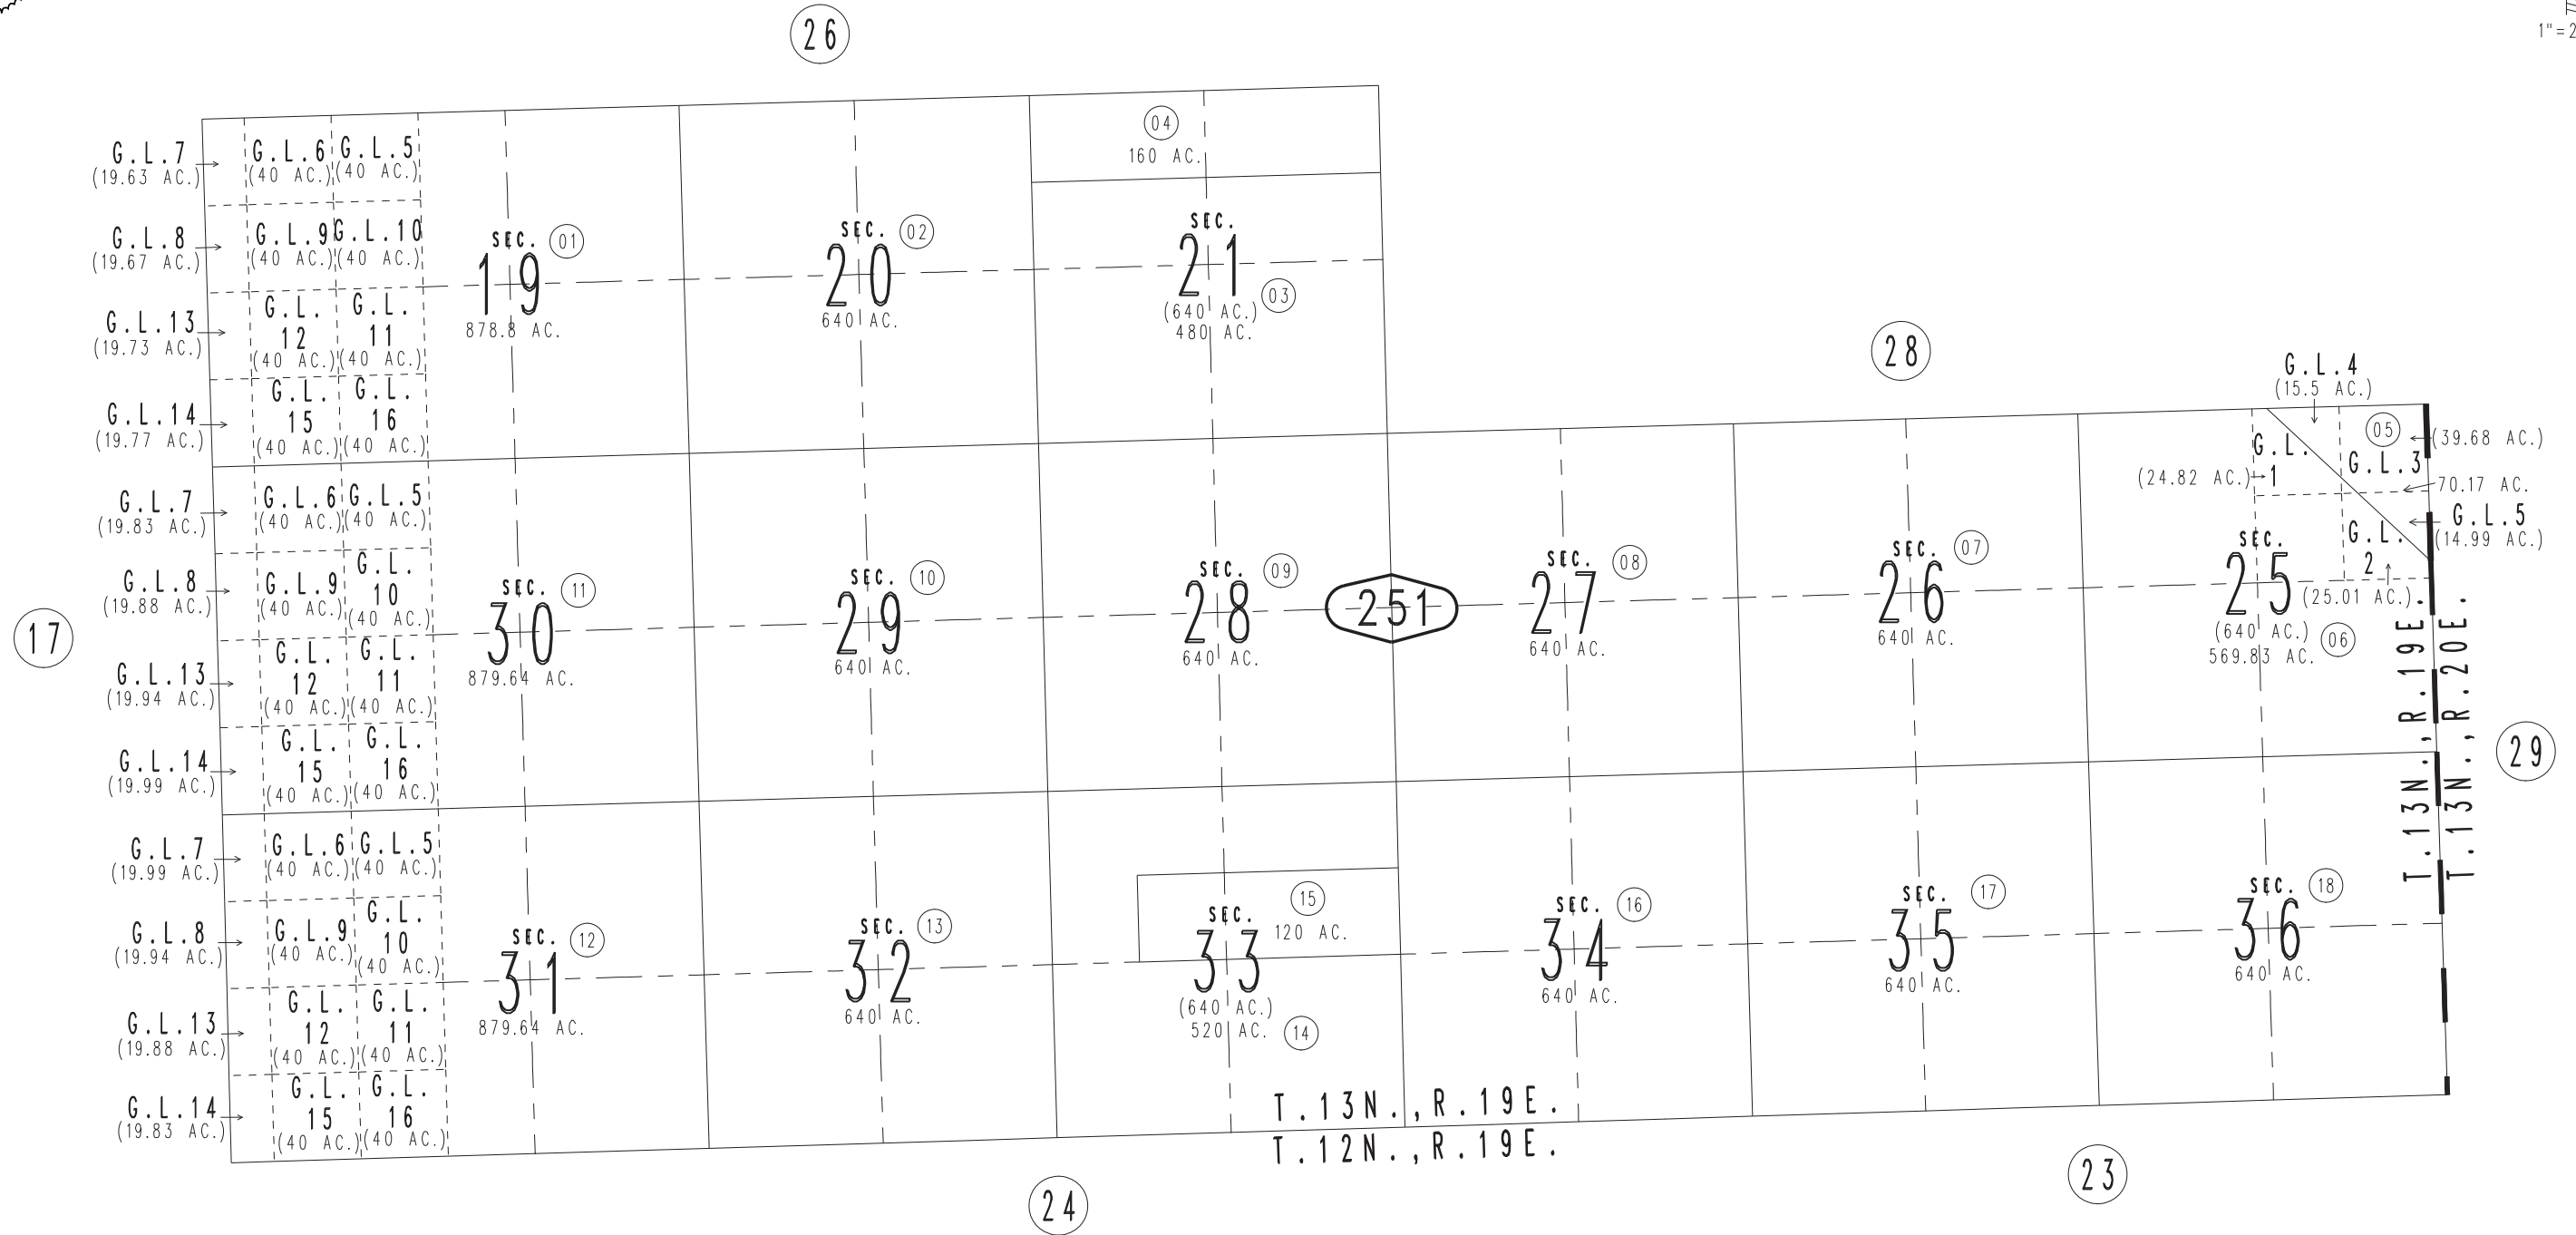 1"=2
26
04
160 AC.
G.L.7
(19.63 AC.)
G.L.6
(40 AC.)
G.L.5
(40 AC.)
G.L.8
(19.67 AC.)
G.L.9
(40 AC.)
G.L.10
(40 AC.)
G.L.13
(19.73 AC.)
G.L.
12
(40 AC.)
G.L.
11
(40 AC.)
G.L.14
(19.77 AC.)
G.L.
15
(40 AC.)
G.L.
16
(40 AC.)
SEC. 01
19
878.8 AC.
SEC. 02
20
640 AC.
SEC.
21
(640 AC.) 03
480 AC.
28
G.L.4
(15.5 AC.)
05
(39.68 AC.)
G.L.
1
(24.82 AC.)
G.L.3
70.17 AC.
G.L.5
(14.99 AC.)
G.L.
2
(25.01 AC.)
G.L.7
(19.83 AC.)
G.L.6
(40 AC.)
G.L.5
(40 AC.)
G.L.8
(19.88 AC.)
G.L.9
(40 AC.)
G.L.
10
(40 AC.)
G.L.13
(19.94 AC.)
G.L.
12
(40 AC.)
G.L.
11
(40 AC.)
G.L.14
(19.99 AC.)
G.L.
15
(40 AC.)
G.L.
16
(40 AC.)
17
SEC. 11
30
879.64 AC.
SEC. 10
29
640 AC.
SEC. 09
28
640 AC.
251
SEC. 08
27
640 AC.
SEC. 07
26
640 AC.
SEC.
25
(640 AC.) 06
569.83 AC.
T.13N.,R.19E.
T.13N.,R.20E.
29
G.L.7
(19.99 AC.)
G.L.6
(40 AC.)
G.L.5
(40 AC.)
G.L.8
(19.94 AC.)
G.L.9
(40 AC.)
G.L.
10
(40 AC.)
G.L.13
(19.88 AC.)
G.L.
12
(40 AC.)
G.L.
11
(40 AC.)
G.L.14
(19.83 AC.)
G.L.
15
(40 AC.)
G.L.
16
(40 AC.)
SEC. 12
31
879.64 AC.
SEC. 13
32
640 AC.
15
120 AC.
SEC.
33
(640 AC.)
520 AC. 14
SEC. 16
34
640 AC.
SEC. 17
35
640 AC.
SEC. 18
36
640 AC.
T.13N.,R.19E.
T.12N.,R.19E.
24
23